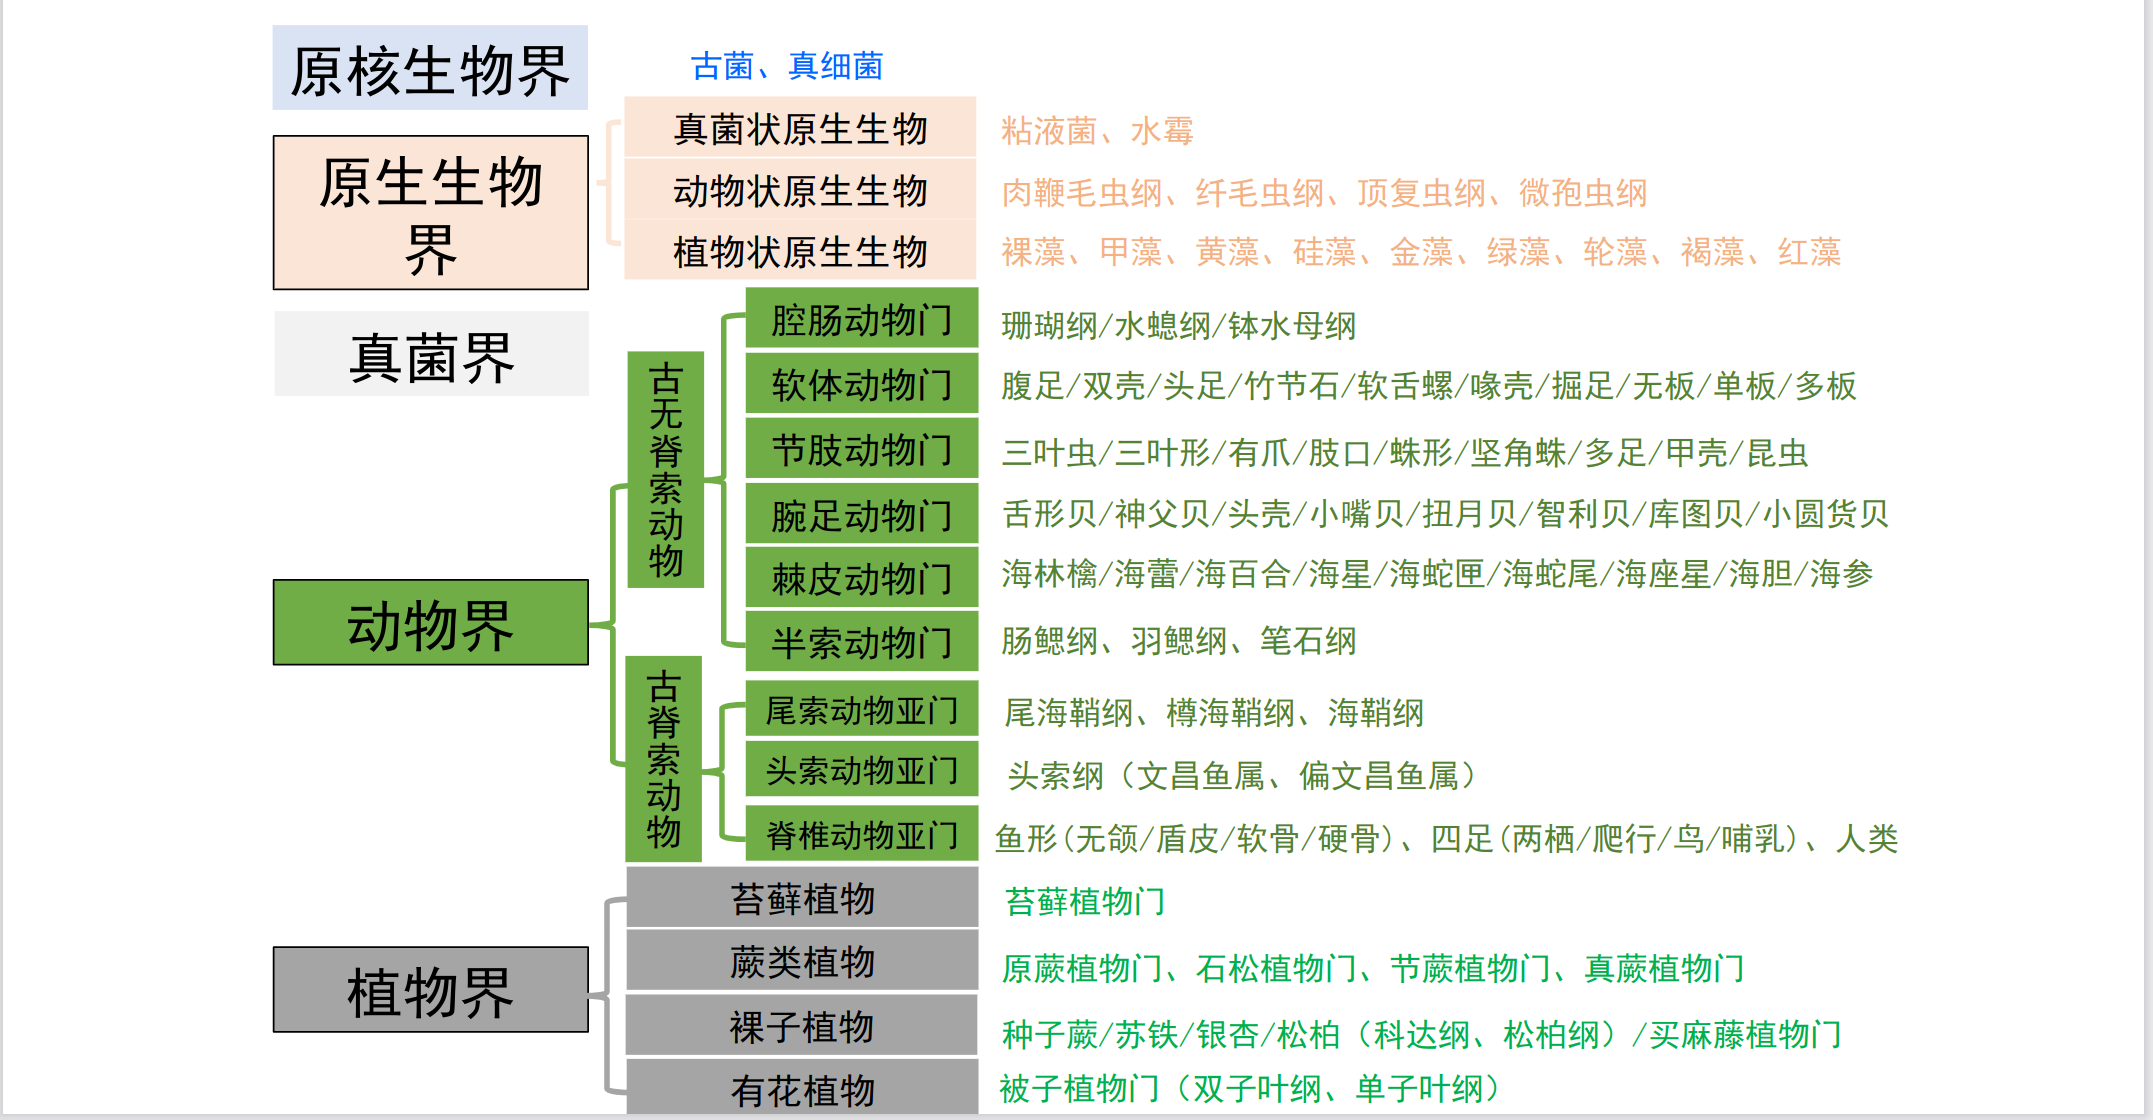 原核生物界
古菌、真细菌
原生生物
界
真菌状原生生物
粘液菌、水霉
动物状原生生物
肉鞭毛虫纲、纤毛虫纲、顶复虫纲、微孢虫纲
植物状原生生物
裸藻、甲藻、黄藻、硅藻、金藻、绿藻、轮藻、褐藻、红藻
真菌界
动物界
古无脊索动物
腔肠动物门
珊瑚纲/水螅纲/钵水母纲
软体动物门
腹足/双壳/头足/竹节石/软舌螺/喙壳/掘足/无板/单板/多板
节肢动物门
三叶虫/三叶形/有爪/肢口/蛛形/坚角蛛/多足/甲壳/昆虫
腕足动物门
舌形贝/神父贝/头壳/小嘴贝/扭月贝/智利贝/库图贝/小圆货贝
棘皮动物门
海林檎/海蕾/海百合/海星/海蛇匣/海蛇尾/海座星/海胆/海参
半索动物门
肠鳃纲、羽鳃纲、笔石纲
古脊索动物
尾索动物亚门
尾海鞘纲、樽海鞘纲、海鞘纲
头索动物亚门
头索纲（文昌鱼属、偏文昌鱼属）
脊椎动物亚门
鱼形(无颌/盾皮/软骨/硬骨)、四足(两栖/爬行/鸟/哺乳)、人类
植物界
苔藓植物
苔藓植物门
蕨类植物
原蕨植物门、石松植物门、节蕨植物门、真蕨植物门
裸子植物
种子蕨/苏铁/银杏/松柏（科达纲、松柏纲）/买麻藤植物门
有花植物
被子植物门（双子叶纲、单子叶纲）